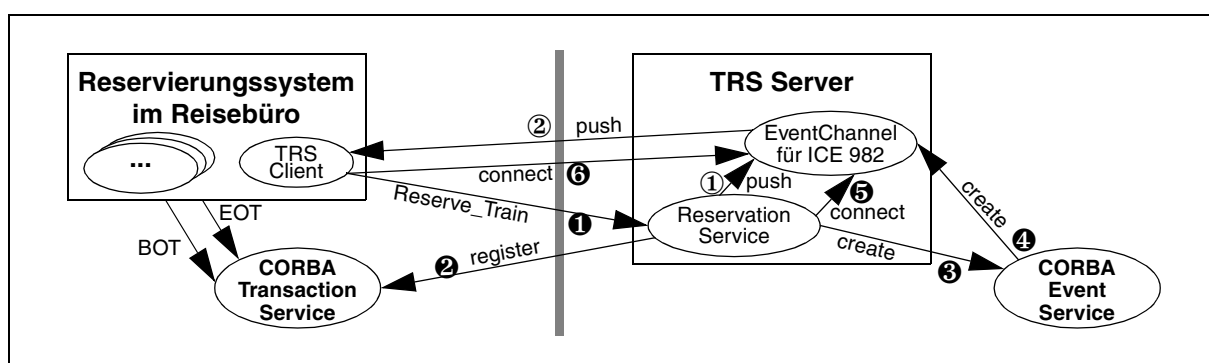 Reservierungssystem
im Reisebüro
...
TRS
Client
TRS Server
EventChannel
für ICE 982
② push
connect ❻
① push
❺
connect
Reserve_Train
❶
Reservation
Service
create
❹
create
❸
EOT
BOT
register
❷
CORBA
Transaction
Service
CORBA
Event
Service